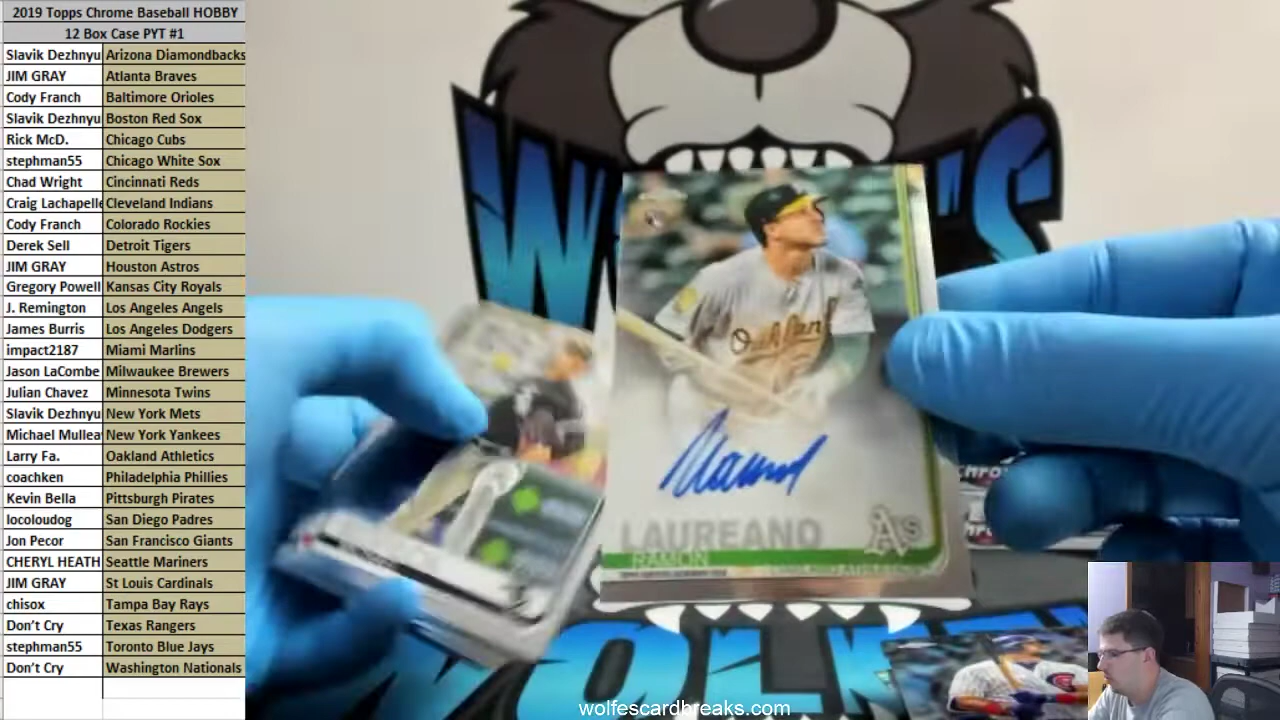 2019 Topps Chrome Baseball HOBBY
12 Box Case PYT #1
Slavik Dezhnyu Arizona Diamondbacks
JIM GRAY Atlanta Braves
Cody Franch Baltimore Orioles
Slavik Dezhnyu Boston Red Sox
Rick McD. Chicago Cubs
stephman55 Chicago White Sox
Chad Wright Cincinnati Reds
Craig Lachapelle Cleveland Indians
Cody Franch Colorado Rockies
Derek Sell Detroit Tigers
JIM GRAY Houston Astros
Gregory Powell Kansas City Royals
J. Remington Los Angeles Angels
James Burris Los Angeles Dodgers
impact2187 Miami Marlins
Jason LaCombe Milwaukee Brewers
Julian Chavez Minnesota Twins
Slavik Dezhnyu New York Mets
Michael Mullea New York Yankees
Larry Fa. Oakland Athletics
coachken Philadelphia Phillies
Kevin Bella Pittsburgh Pirates
locoloudog San Diego Padres
Jon Pecor San Francisco Giants
CHERYL HEATH Seattle Mariners
JIM GRAY St Louis Cardinals
chisox Tampa Bay Rays
Don't Cry Texas Rangers
stephman55 Toronto Blue Jays
Don't Cry Washington Nationals
Oakland
LAUREANO
RAMON
A's
wolfescardbreaks.com